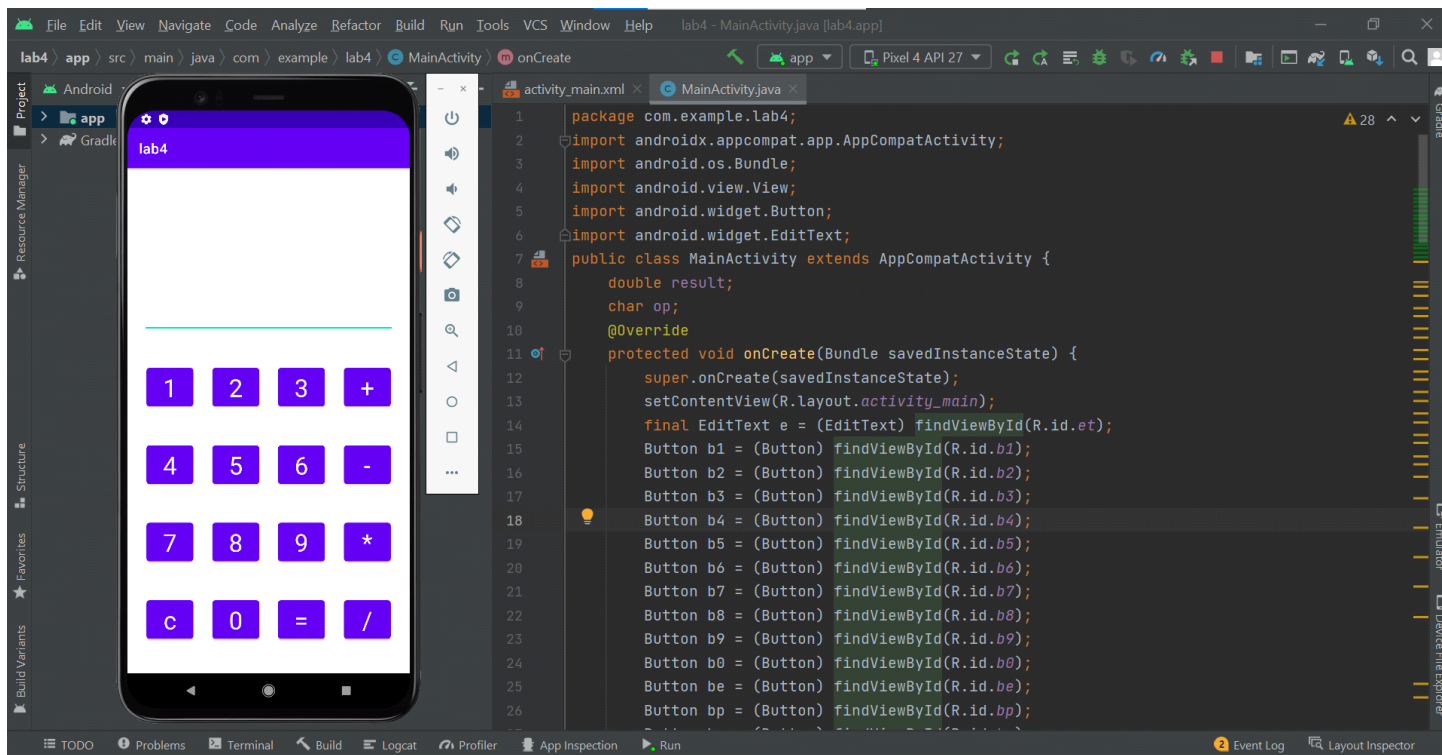 File Edit View Navigate Code Analyze Refactor Build Run Tools VCS Window Help lab4 - MainActivity.java [lab4.app]
lab4 app src main java com example lab4 MainActivity onCreate app Pixel 4 API 27
Project
Resource Manager
Structure
Favorites
Build Variants
Android
app
Gradle
lab4
1 2 3 +
4 5 6 -
7 8 9 *
c 0 = /
activity_main.xml MainActivity.java
28
1 package com.example.lab4;
2 import androidx.appcompat.app.AppCompatActivity;
3 import android.os.Bundle;
4 import android.view.View;
5 import android.widget.Button;
6 import android.widget.EditText;
7 public class MainActivity extends AppCompatActivity {
8 double result;
9 char op;
10 @Override
11 protected void onCreate(Bundle savedInstanceState) {
12 super.onCreate(savedInstanceState);
13 setContentView(R.layout.activity_main);
14 final EditText e = (EditText) findViewById(R.id.et);
15 Button b1 = (Button) findViewById(R.id.b1);
16 Button b2 = (Button) findViewById(R.id.b2);
17 Button b3 = (Button) findViewById(R.id.b3);
18 Button b4 = (Button) findViewById(R.id.b4);
19 Button b5 = (Button) findViewById(R.id.b5);
20 Button b6 = (Button) findViewById(R.id.b6);
21 Button b7 = (Button) findViewById(R.id.b7);
22 Button b8 = (Button) findViewById(R.id.b8);
23 Button b9 = (Button) findViewById(R.id.b9);
24 Button b0 = (Button) findViewById(R.id.b0);
25 Button be = (Button) findViewById(R.id.be);
26 Button bp = (Button) findViewById(R.id.bp);
Gradle
Emulator
Device File Explorer
TODO Problems Terminal Build Logcat Profiler App Inspection Run 2 Event Log Layout Inspector